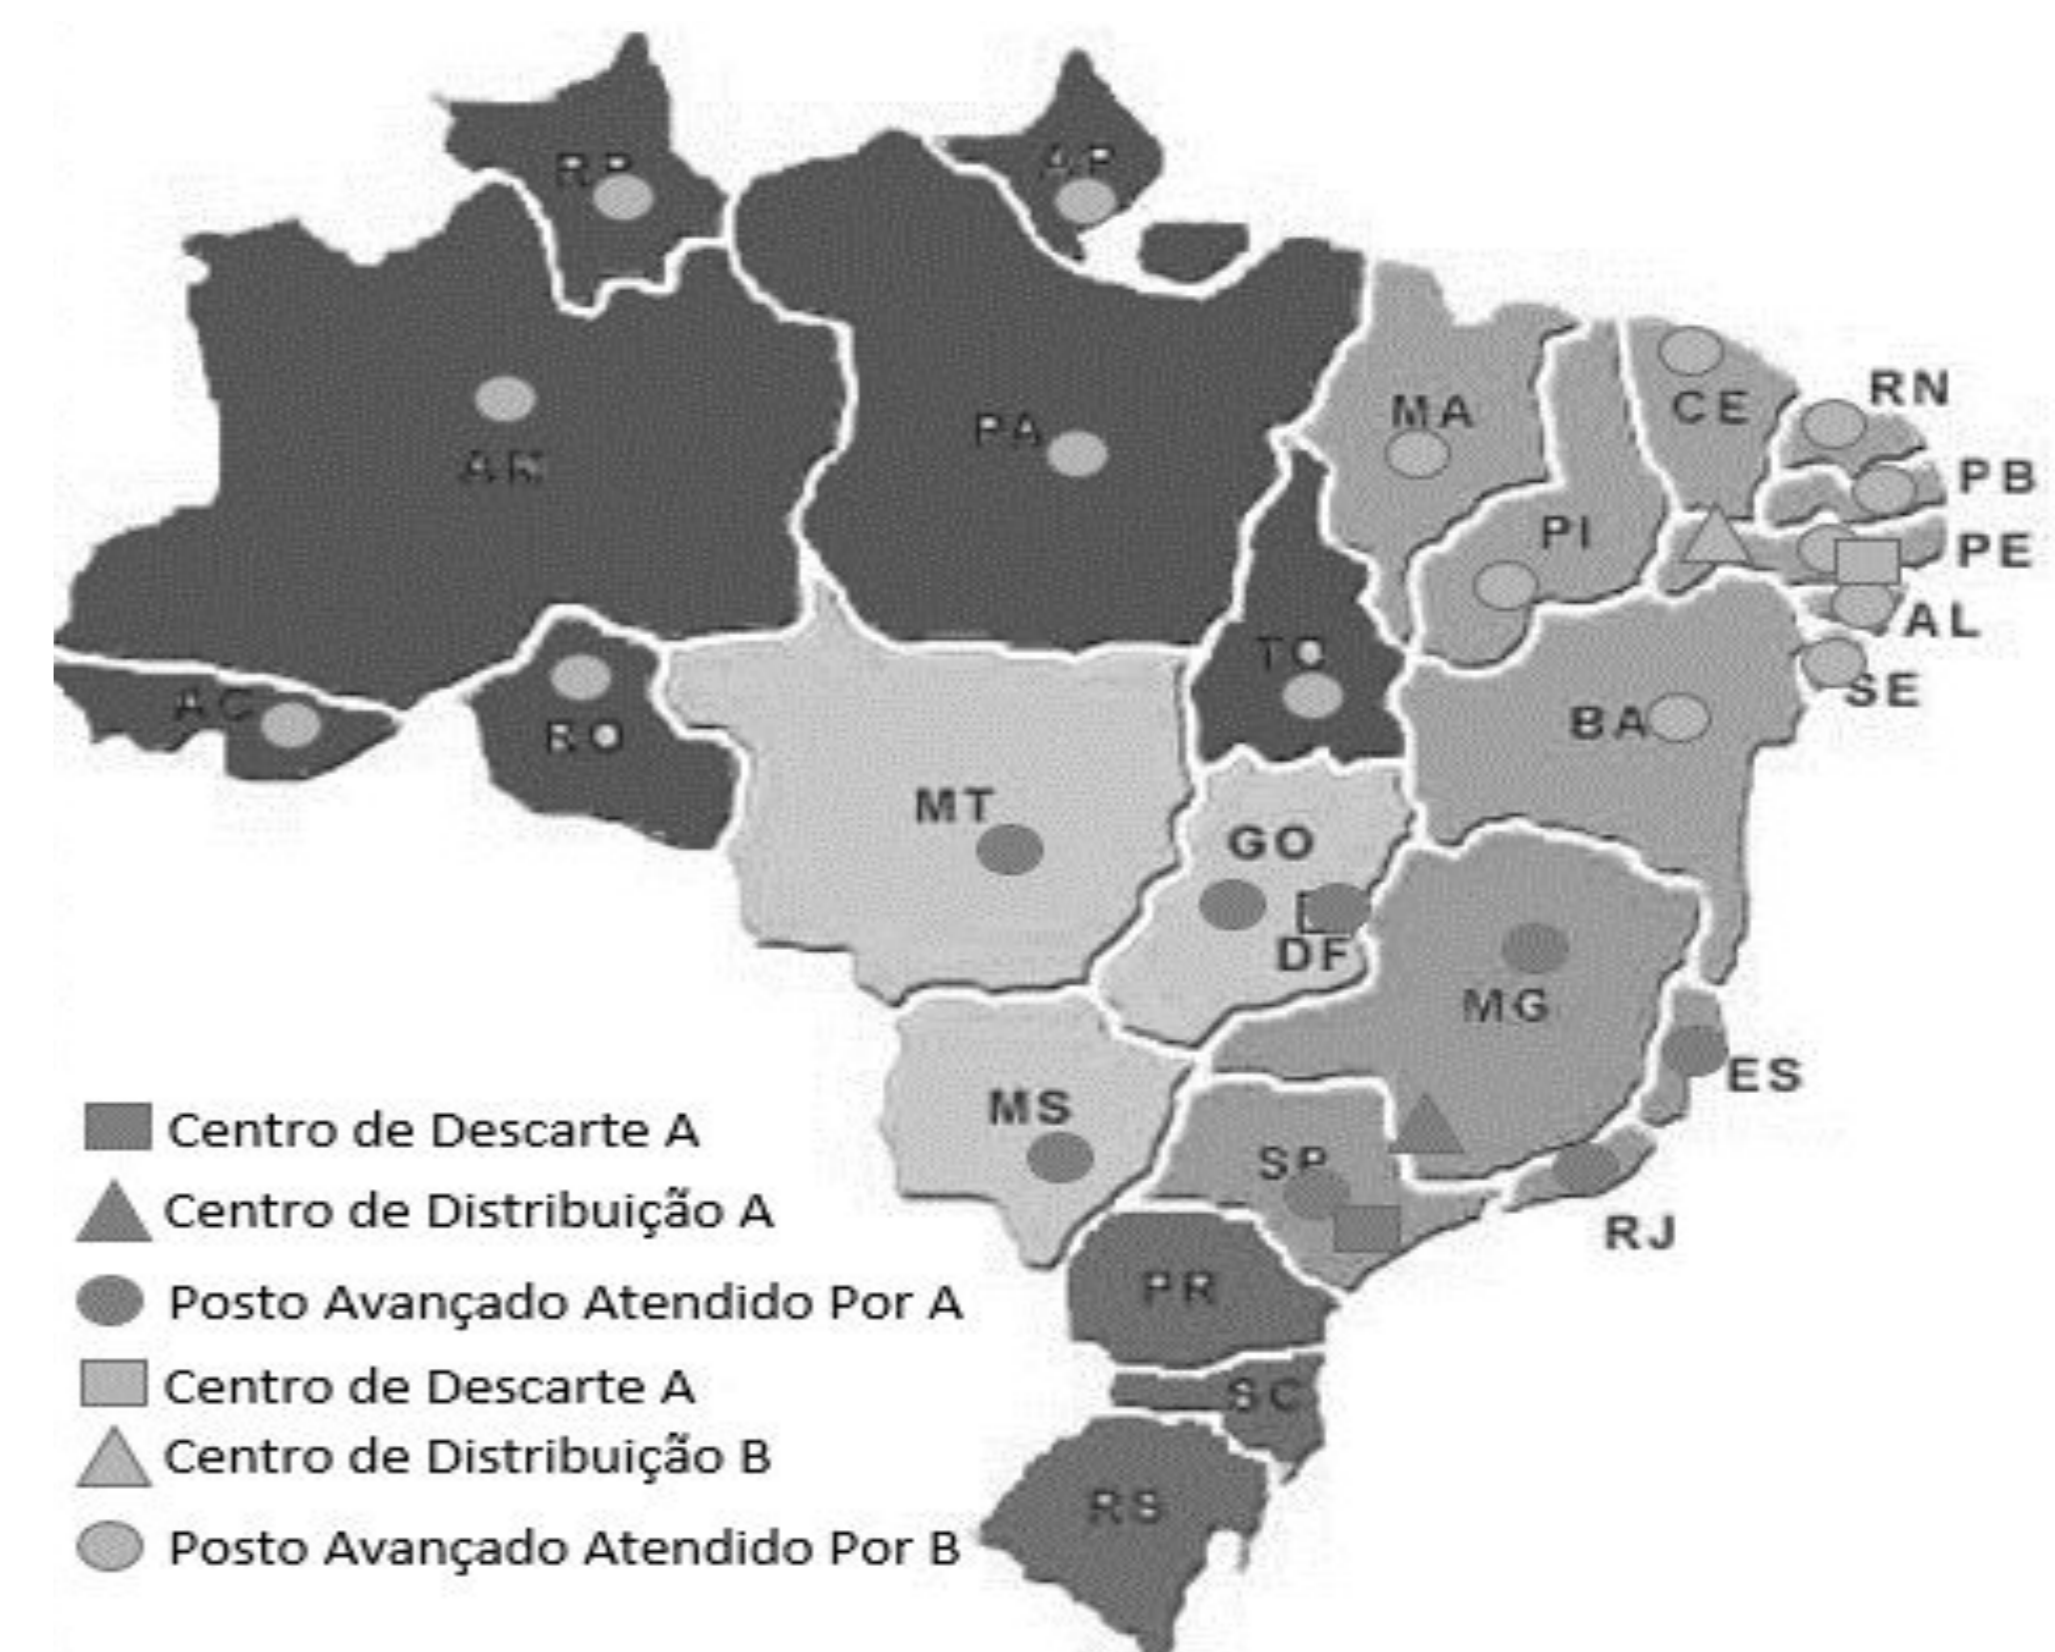 RR
AP
AM
PA
MA
CE
RN
PB
PI
PE
AL
SE
TO
BA
AC
RO
MT
GO
DF
MG
ES
MS
SP
RJ
PR
SC
RS
Centro de Descarte A
Centro de Distribuição A
Posto Avançado Atendido Por A
Centro de Descarte A
Centro de Distribuição B
Posto Avançado Atendido Por B